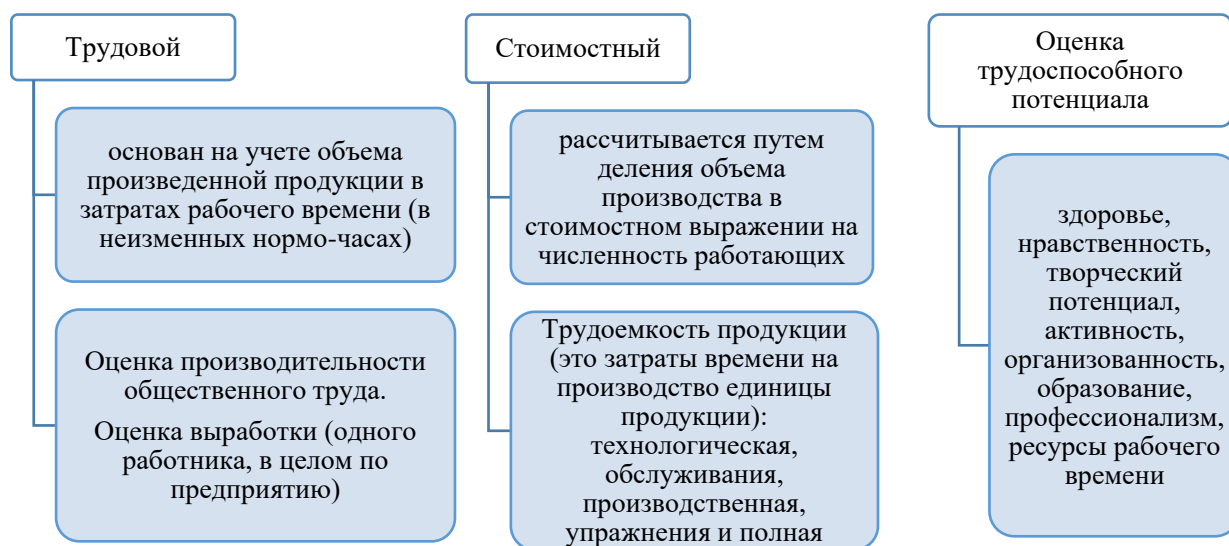 Трудовой
основан на учете объема
произведенной продукции в
затратах рабочего времени (в
неизменных нормо-часах)
Оценка производительности
общественного труда.
Оценка выработки (одного
работника, в целом по
предприятию)
Стоимостный
рассчитывается путем
деления объема
производства в
стоимостном выражении на
численность работающих
Трудоемкость продукции
(это затраты времени на
производство единицы
продукции):
технологическая,
обслуживания,
производственная,
упражнения и полная
Оценка
трудоспособного
потенциала
здоровье,
нравственность,
творческий
потенциал,
активность,
организованность,
образование,
профессионализм,
ресурсы рабочего
времени